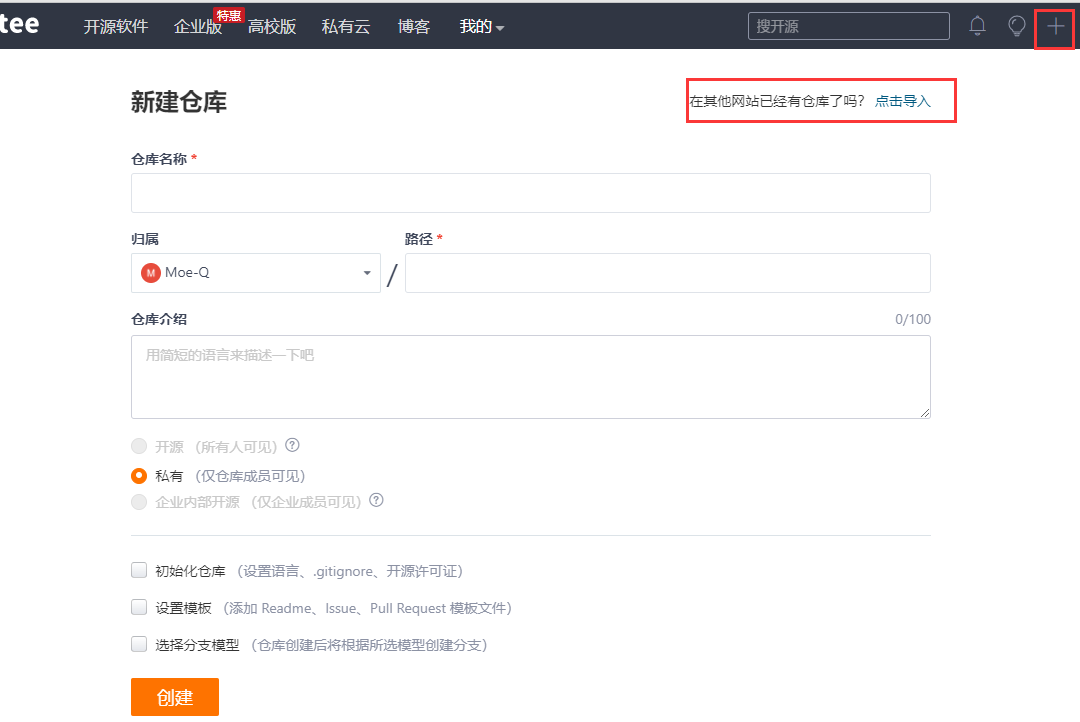 tee 开源软件 企业版 特惠 高校版 私有云 博客 我的 搜开源
新建仓库 在其他网站已经有仓库了吗? 点击导入
仓库名称 *
归属 路径 *
M Moe-Q /
仓库介绍 0/100
用简短的语言来描述一下吧
开源 (所有人可见) ?
私有 (仅仓库成员可见)
企业内部开源 (仅企业成员可见) ?
初始化仓库 (设置语言、.gitignore、开源许可证)
设置模板 (添加 Readme、Issue、Pull Request 模板文件)
选择分支模型 (仓库创建后将根据所选模型创建分支)
创建